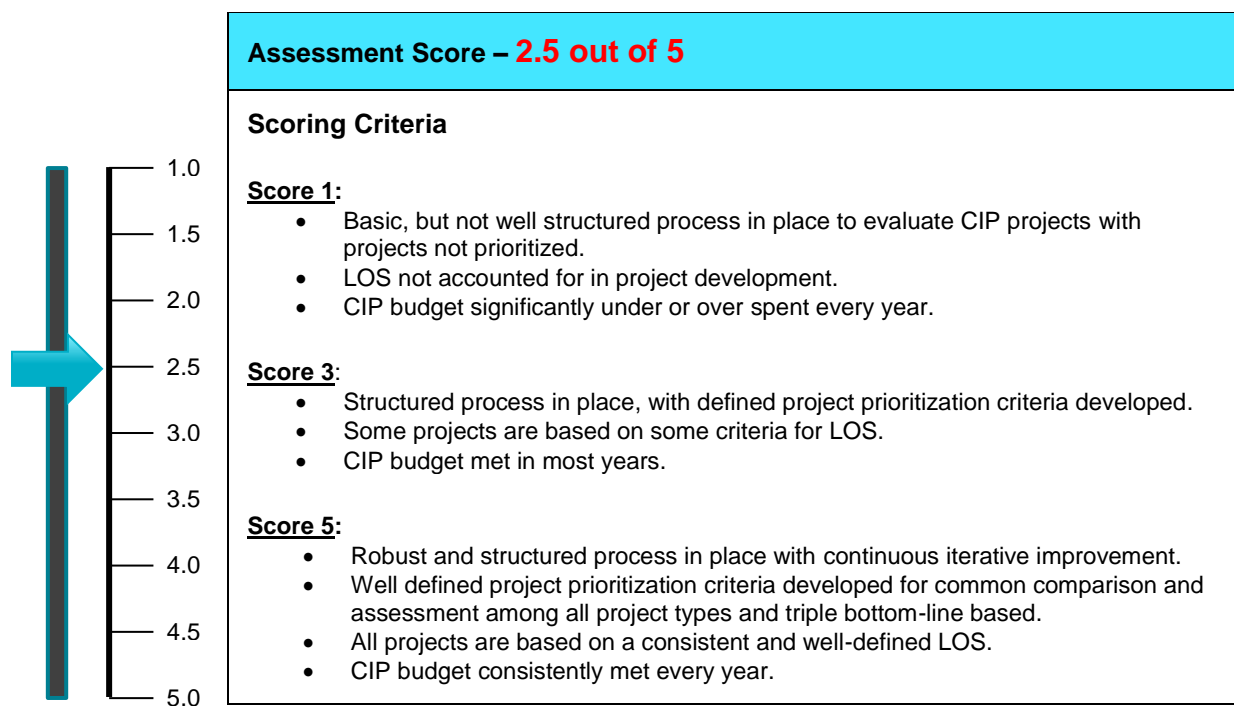 Assessment Score – 2.5 out of 5
Scoring Criteria
1.0
1.5
2.0
2.5
3.0
3.5
4.0
4.5
5.0
Score 1:
• Basic, but not well structured process in place to evaluate CIP projects with
projects not prioritized.
• LOS not accounted for in project development.
• CIP budget significantly under or over spent every year.
Score 3:
• Structured process in place, with defined project prioritization criteria developed.
• Some projects are based on some criteria for LOS.
• CIP budget met in most years.
Score 5:
• Robust and structured process in place with continuous iterative improvement.
• Well defined project prioritization criteria developed for common comparison and
assessment among all project types and triple bottom-line based.
• All projects are based on a consistent and well-defined LOS.
• CIP budget consistently met every year.